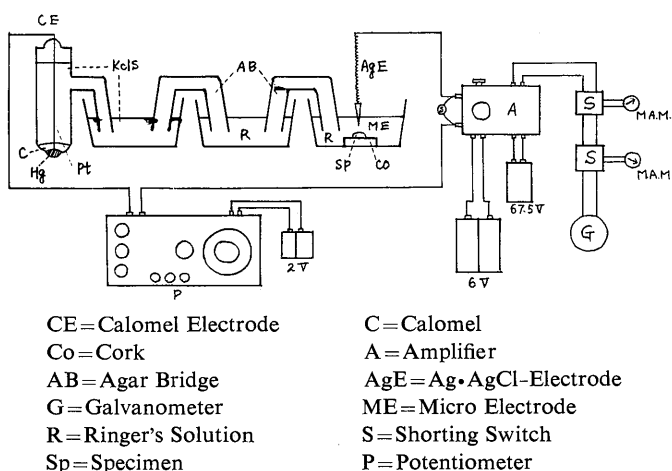 CE
KClS
AB
AgE
ME
R
R
SP
CO
S
A
S
M.A.M.
S
M.A.M.
C
Hg
Pt
67.5V
G
2V
6V
P
CE=Calomel Electrode
Co=Cork
AB=Agar Bridge
G=Galvanometer
R=Ringer's Solution
Sp=Specimen
C=Calomel
A=Amplifier
AgE=Ag•AgCl-Electrode
ME=Micro Electrode
S=Shorting Switch
P=Potentiometer